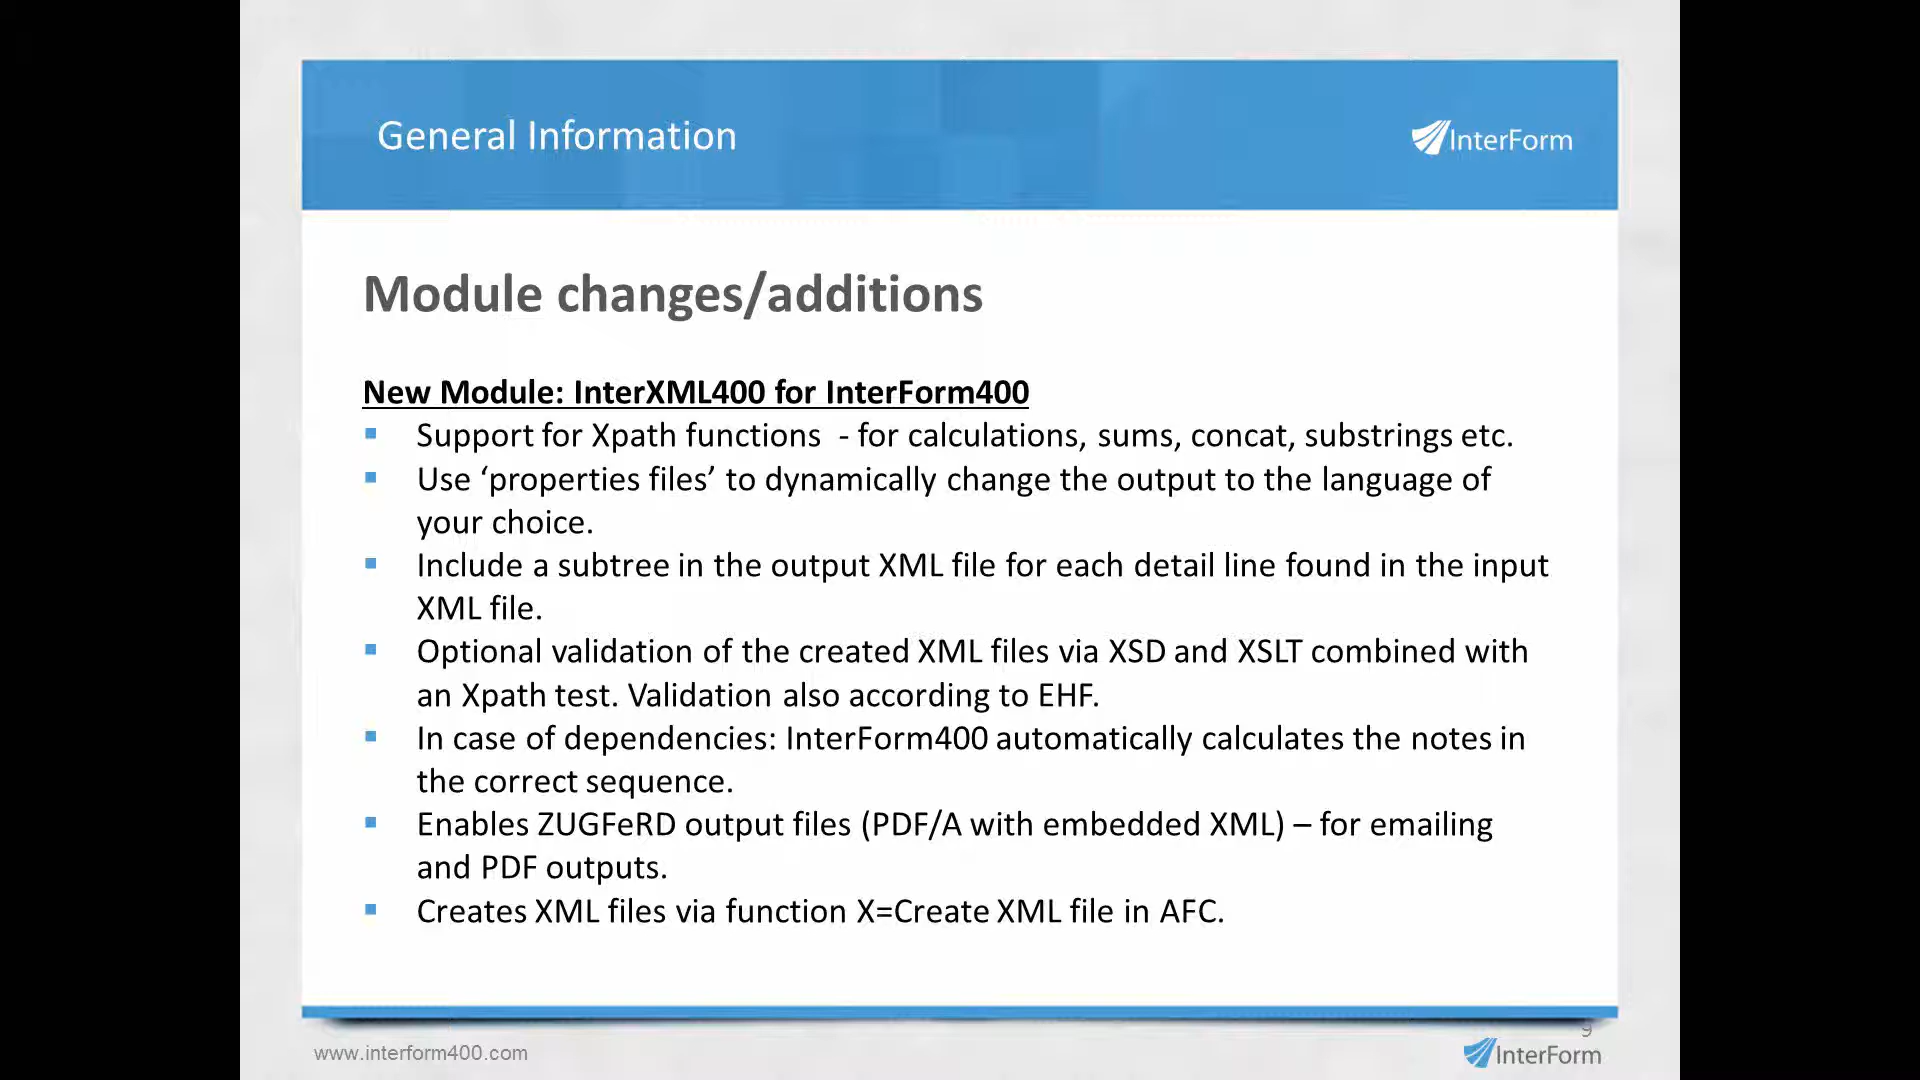 General Information
InterForm
Module changes/additions
New Module: InterXML400 for InterForm400
Support for Xpath functions  - for calculations, sums, concat, substrings etc.
Use ‘properties files’ to dynamically change the output to the language of
your choice.
Include a subtree in the output XML file for each detail line found in the input
XML file.
Optional validation of the created XML files via XSD and XSLT combined with
an Xpath test. Validation also according to EHF.
In case of dependencies: InterForm400 automatically calculates the notes in
the correct sequence.
Enables ZUGFeRD output files (PDF/A with embedded XML) – for emailing
and PDF outputs.
Creates XML files via function X=Create XML file in AFC.
9
www.interform400.com
InterForm